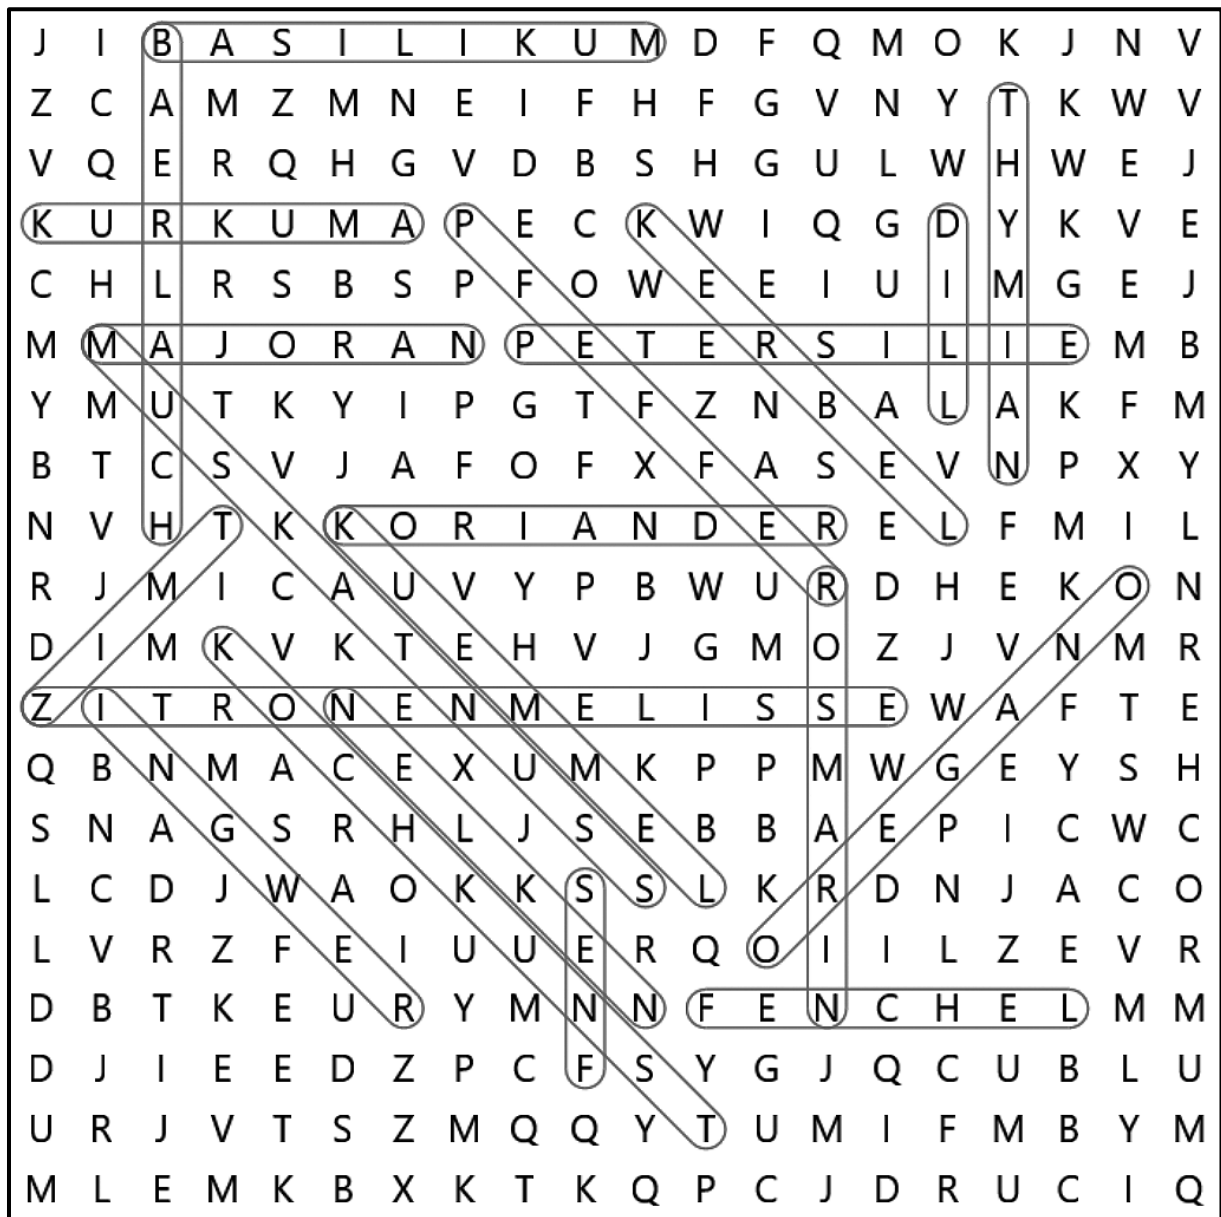 J I B A S I L I K U M D F Q M O K J N V
Z C A M Z M N E I F H F G V N Y T K W V
V Q E R Q H G V D B S H G U L W H W E J
K U R K U M A P E C K W I Q G D Y K V E
C H L R S B S P F O W E E I U I M G E J
M M A J O R A N P E T E R S I L I E M B
Y M U T K Y I P G T F Z N B A L A K F M
B T C S V J A F O F X F A S E V N P X Y
N V H T K K O R I A N D E R E L F M I L
R J M I C A U V Y P B W U R D H E K O N
D I M K V K T E H V J G M O Z J V N M R
Z I T R O N E N M E L I S S E W A F T E
Q B N M A C E X U M K P P M W G E Y S H
S N A G S R H L J S E B B A E P I C W C
L C D J W A O K K S S L K R D N J A C O
L V R Z F E I U U E R Q O I I L Z E V R
D B T K E U R Y M N N F E N C H E L M M
D J I E E D Z P C F S Y G J Q C U B L U
U R J V T S Z M Q Q Y T U M I F M B Y M
M L E M K B X K T K Q P C J D R U C I Q